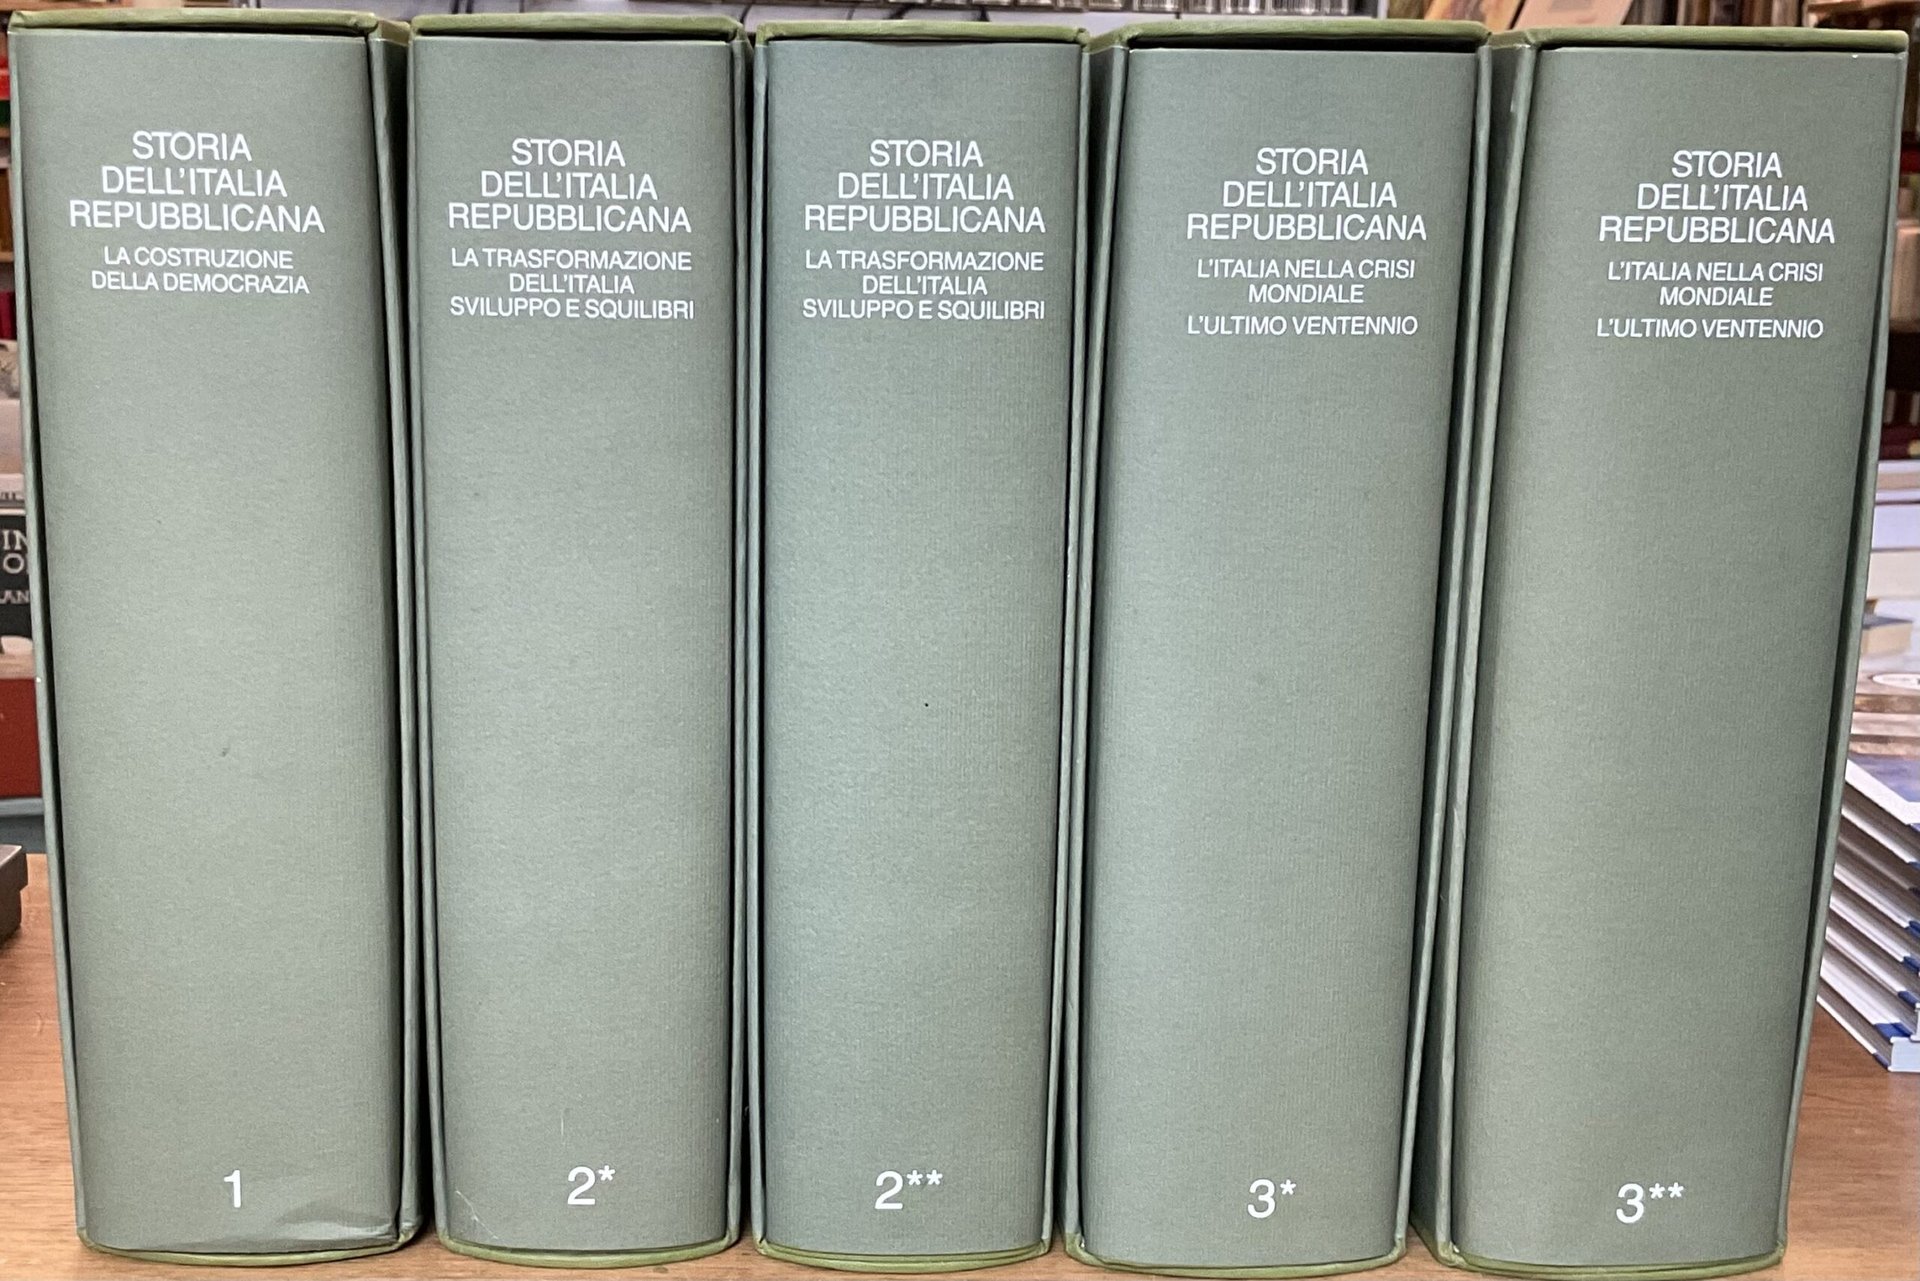 STORIA
DELL'ITALIA
REPUBBLICANA
LA COSTRUZIONE
DELLA DEMOCRAZIA
1
STORIA
DELL'ITALIA
REPUBBLICANA
LA TRASFORMAZIONE
DELL'ITALIA
SVILUPPO E SQUILIBRI
2*
STORIA
DELL'ITALIA
REPUBBLICANA
LA TRASFORMAZIONE
DELL'ITALIA
SVILUPPO E SQUILIBRI
2**
STORIA
DELL'ITALIA
REPUBBLICANA
L'ITALIA NELLA CRISI
MONDIALE
L'ULTIMO VENTENNIO
3*
STORIA
DELL'ITALIA
REPUBBLICANA
L'ITALIA NELLA CRISI
MONDIALE
L'ULTIMO VENTENNIO
3**